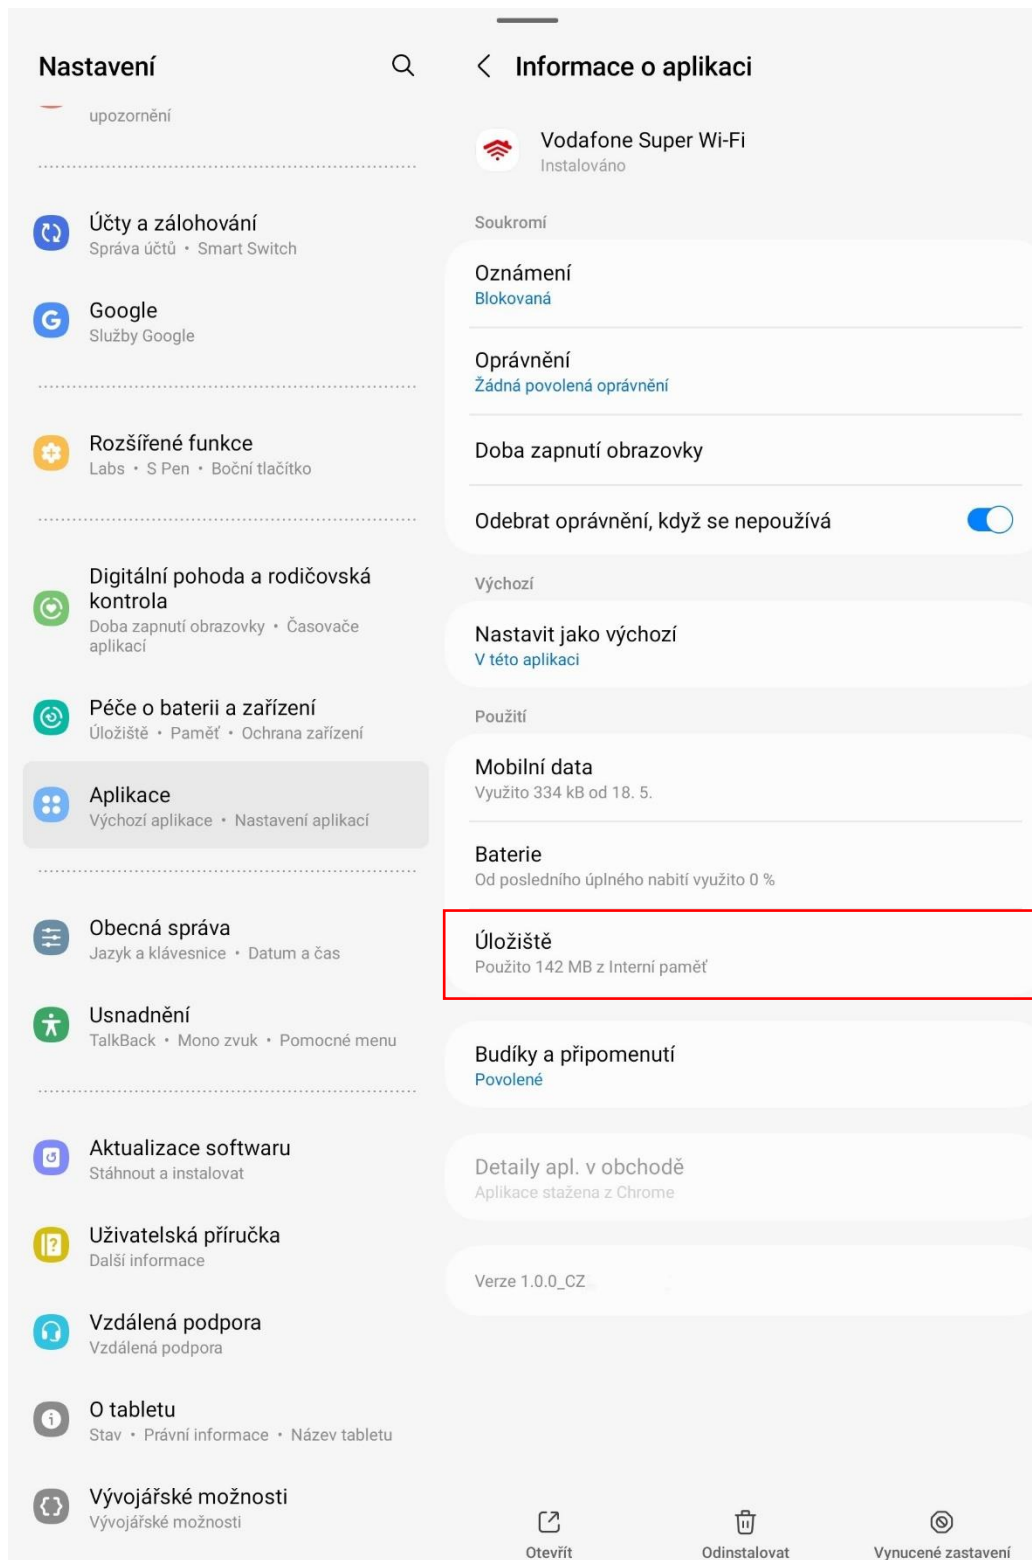 Nastavení
upozornění
Účty a zálohování
Správa účtů • Smart Switch
Google
Služby Google
Rozšířené funkce
Labs • S Pen • Boční tlačítko
Digitální pohoda a rodičovská
kontrola
Doba zapnutí obrazovky • Časovače
aplikací
Péče o baterii a zařízení
Úložiště • Paměť • Ochrana zařízení
Aplikace
Výchozí aplikace • Nastavení aplikací
Obecná správa
Jazyk a klávesnice • Datum a čas
Usnadnění
TalkBack • Mono zvuk • Pomocné menu
Aktualizace softwaru
Stáhnout a instalovat
Uživatelská příručka
Další informace
Vzdálená podpora
Vzdálená podpora
O tabletu
Stav • Právní informace • Název tabletu
Vývojářské možnosti
Vývojářské možnosti
Informace o aplikaci
Vodafone Super Wi-Fi
Instalováno
Soukromí
Oznámení
Blokovaná
Oprávnění
Žádná povolená oprávnění
Doba zapnutí obrazovky
Odebrat oprávnění, když se nepoužívá
Výchozí
Nastavit jako výchozí
V této aplikaci
Použití
Mobilní data
Využito 334 kB od 18. 5.
Baterie
Od posledního úplného nabití využito 0 %
Úložiště
Použito 142 MB z Interní paměť
Budíky a připomenutí
Povolené
Detaily apl. v obchodě
Aplikace stažena z Chrome
Verze 1.0.0_CZ
Otevřít
Odinstalovat
Vynucené zastavení